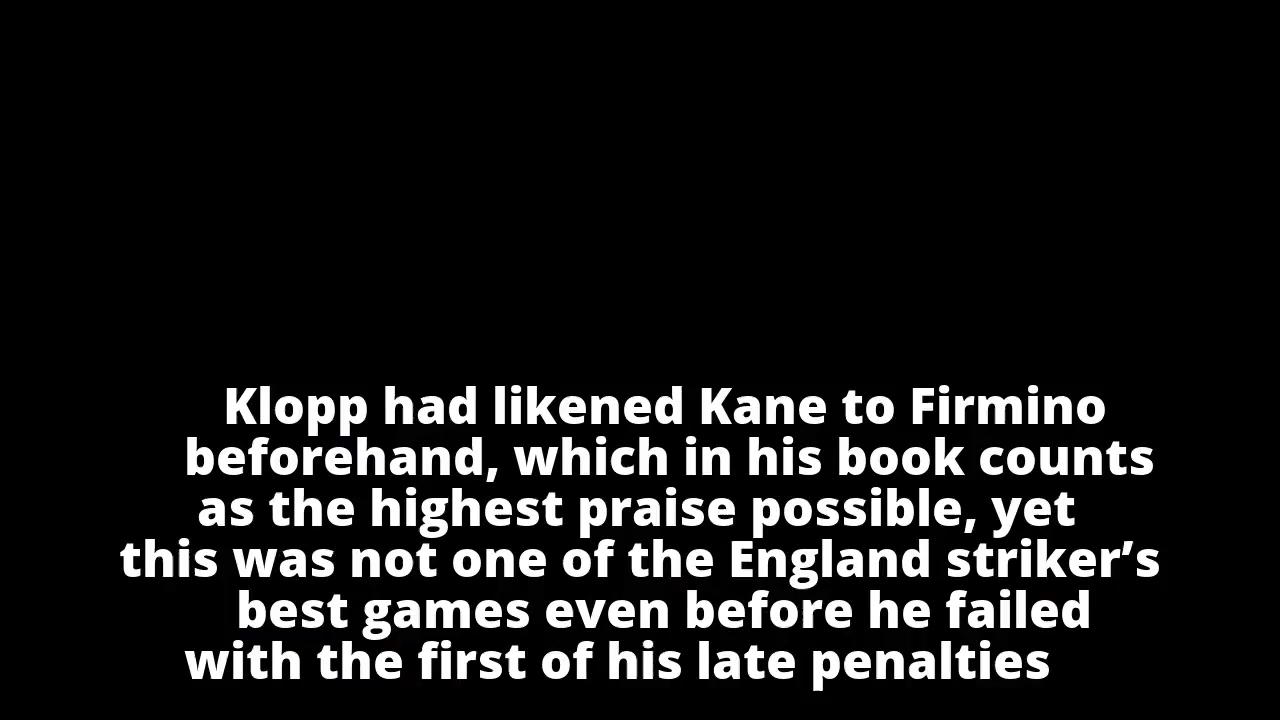 Klopp had likened Kane to Firmino
beforehand, which in his book counts
as the highest praise possible, yet
this was not one of the England striker’s
best games even before he failed
with the first of his late penalties